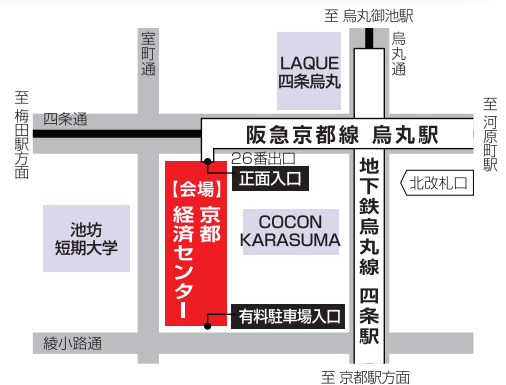 至 烏丸御池駅
室町通
烏丸通
LAQUE
四条烏丸
至 梅田駅方面
四条通
阪急京都線 烏丸駅
至 河原町駅
26番出口
正面入口
北改札口
【会場】
京都
経済センター
地下鉄烏丸線 四条駅
池坊
短期大学
COCON
KARASUMA
有料駐車場入口
綾小路通
至 京都駅方面